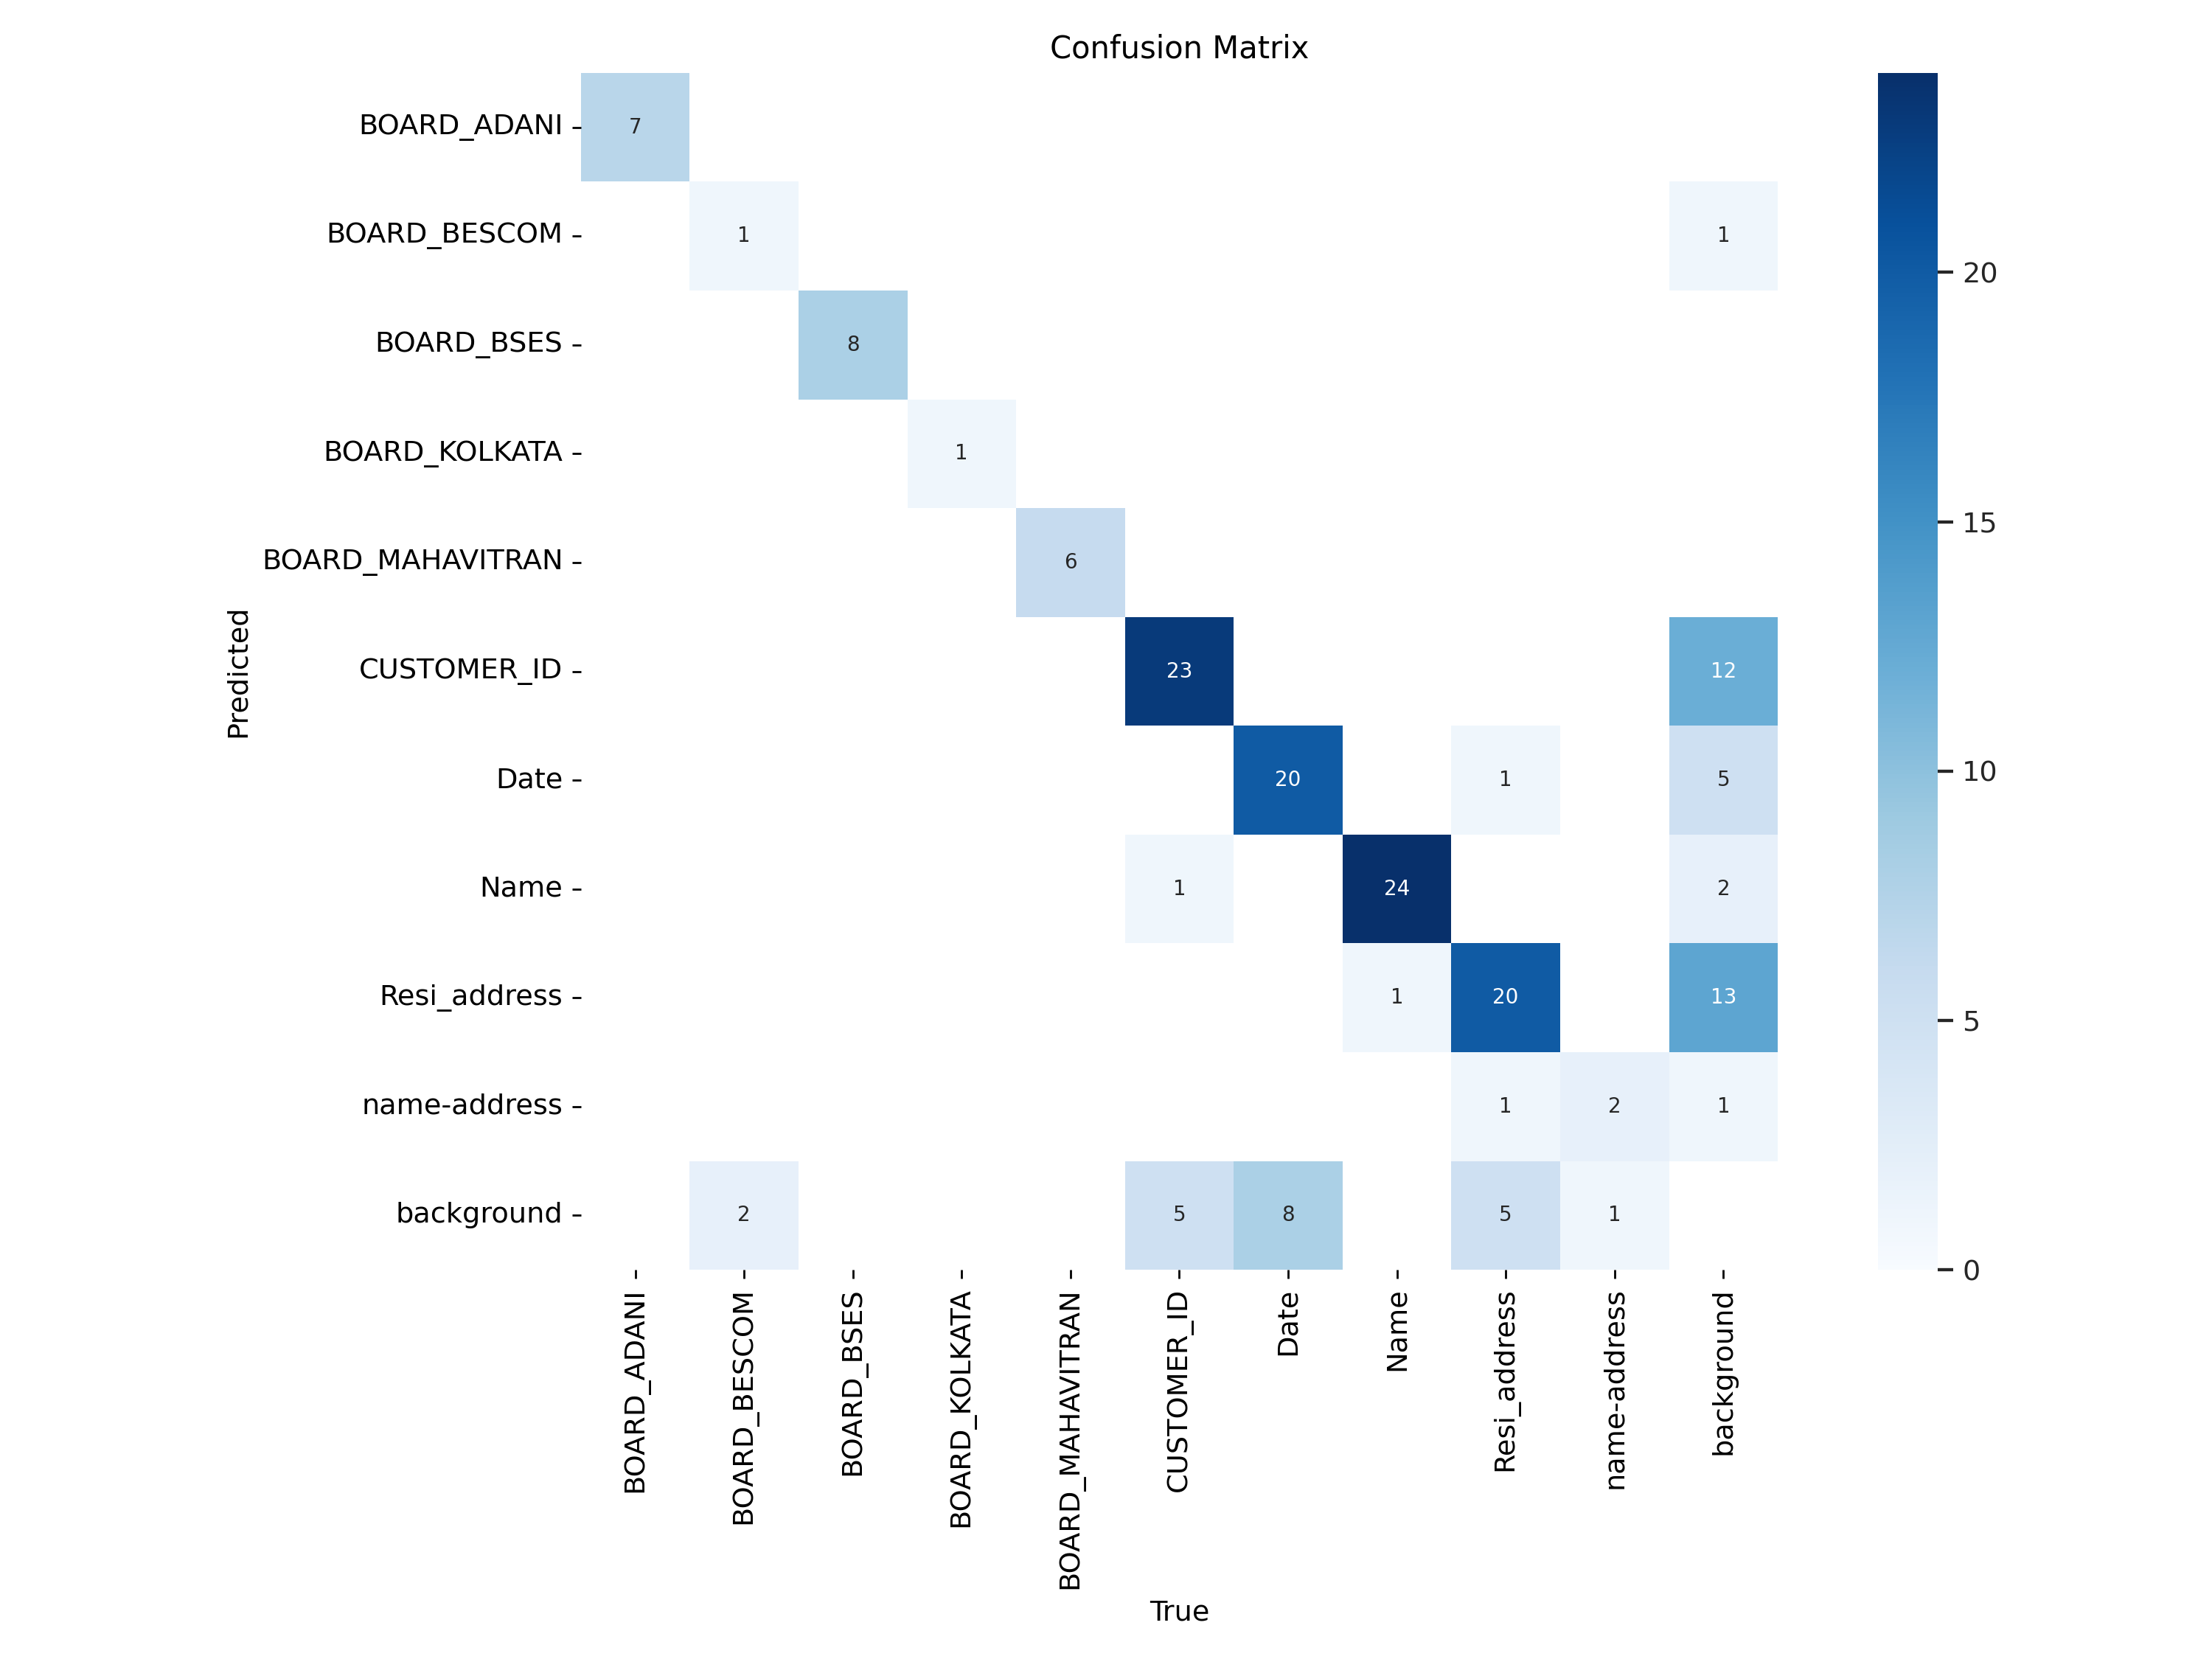 Confusion Matrix
BOARD_ADANI 7
BOARD_BESCOM 1 1
BOARD_BSES 8
BOARD_KOLKATA 1
BOARD_MAHAVITRAN 6
CUSTOMER_ID 23 12
Date 20 1 5
Name 1 24 2
Resi_address 1 20 13
name-address 1 2 1
background 2 5 8 5 1
Predicted
BOARD_ADANI
BOARD_BESCOM
BOARD_BSES
BOARD_KOLKATA
BOARD_MAHAVITRAN
CUSTOMER_ID
Date
Name
Resi_address
name-address
background
True
20
15
10
5
0